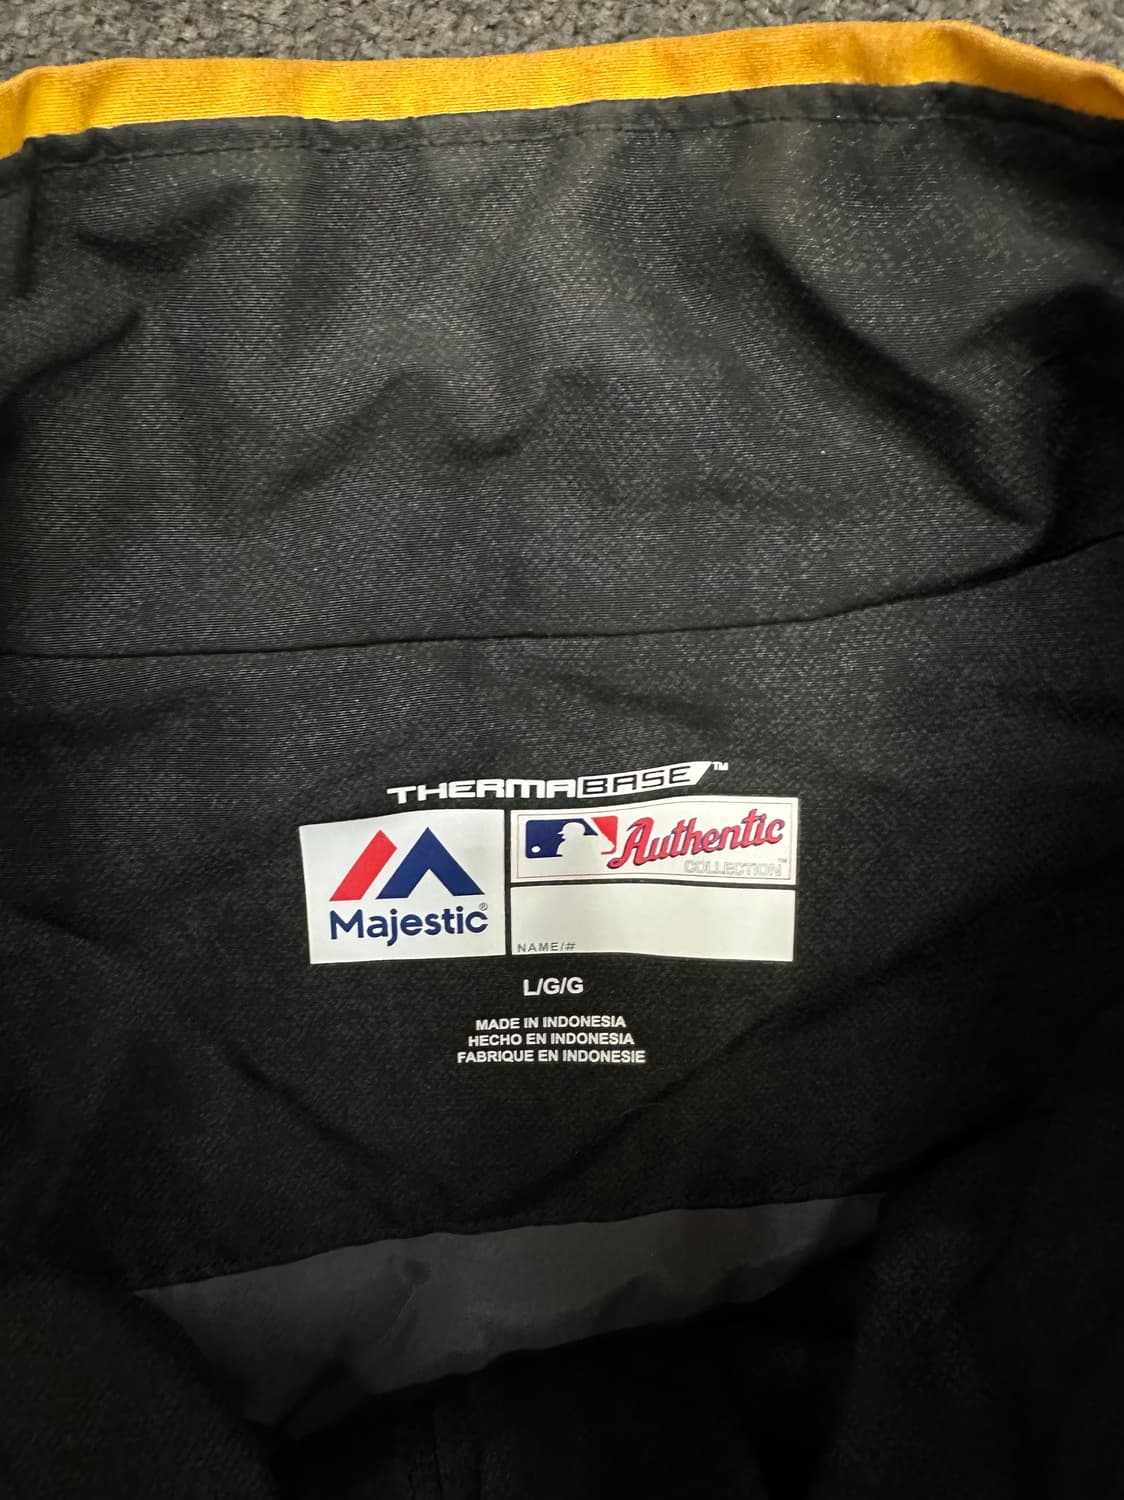 THERMABASE™
Majestic®
Authentic
COLLECTION™
NAME/#
L/G/G
MADE IN INDONESIA
HECHO EN INDONESIA
FABRIQUE EN INDONESIE